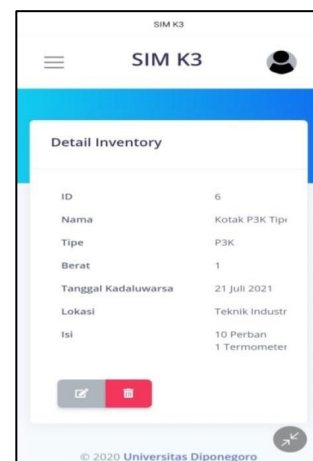 SIM K3
SIM K3
Detail Inventory
ID 6
Nama Kotak P3K Tip
Tipe P3K
Berat 1
Tanggal Kadaluwarsa 21 Juli 2021
Lokasi Teknik Industr
Isi 10 Perban
1 Termometer
© 2020 Universitas Diponegoro